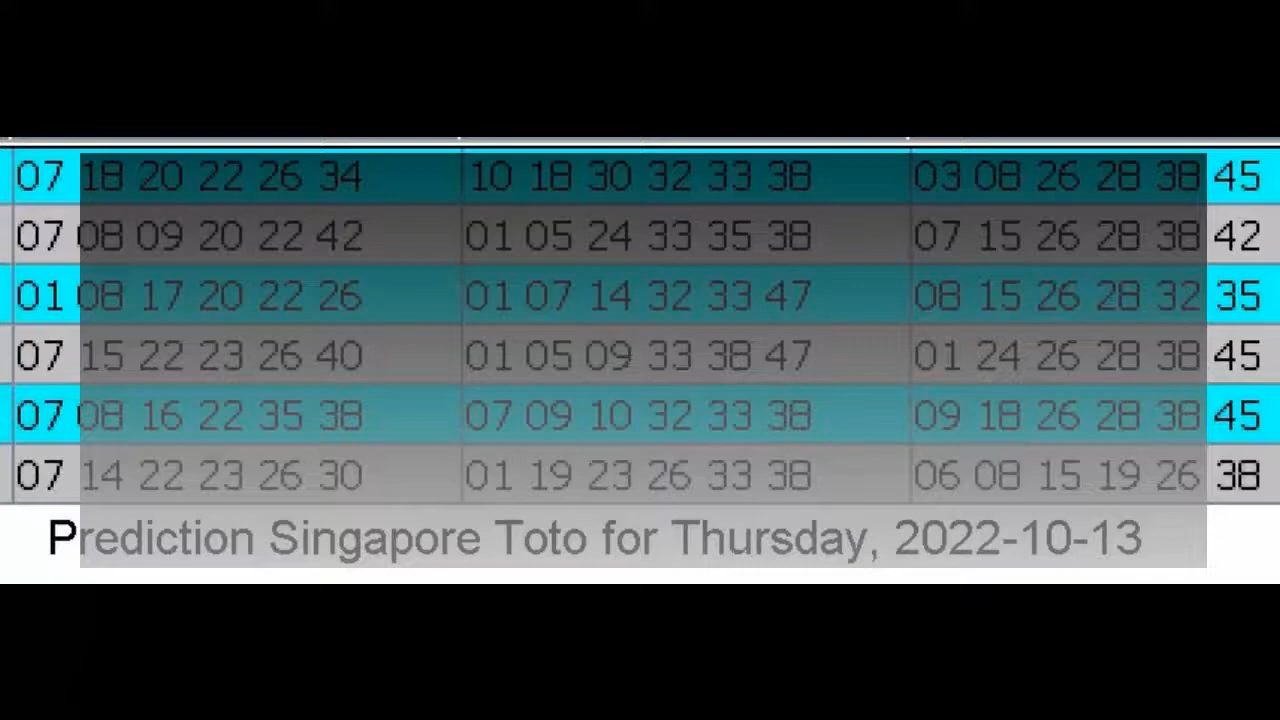 07 18 20 22 26 34 10 18 30 32 33 38 03 08 26 28 38 45
07 08 09 20 22 42 01 05 24 33 35 38 07 15 26 28 38 42
01 08 17 20 22 26 01 07 14 32 33 47 08 15 26 28 32 35
07 15 22 23 26 40 01 05 09 33 38 47 01 24 26 28 38 45
07 08 16 22 35 38 07 09 10 32 33 38 09 18 26 28 38 45
07 14 22 23 26 30 01 19 23 26 33 38 06 08 15 19 26 38
Prediction Singapore Toto for Thursday, 2022-10-13